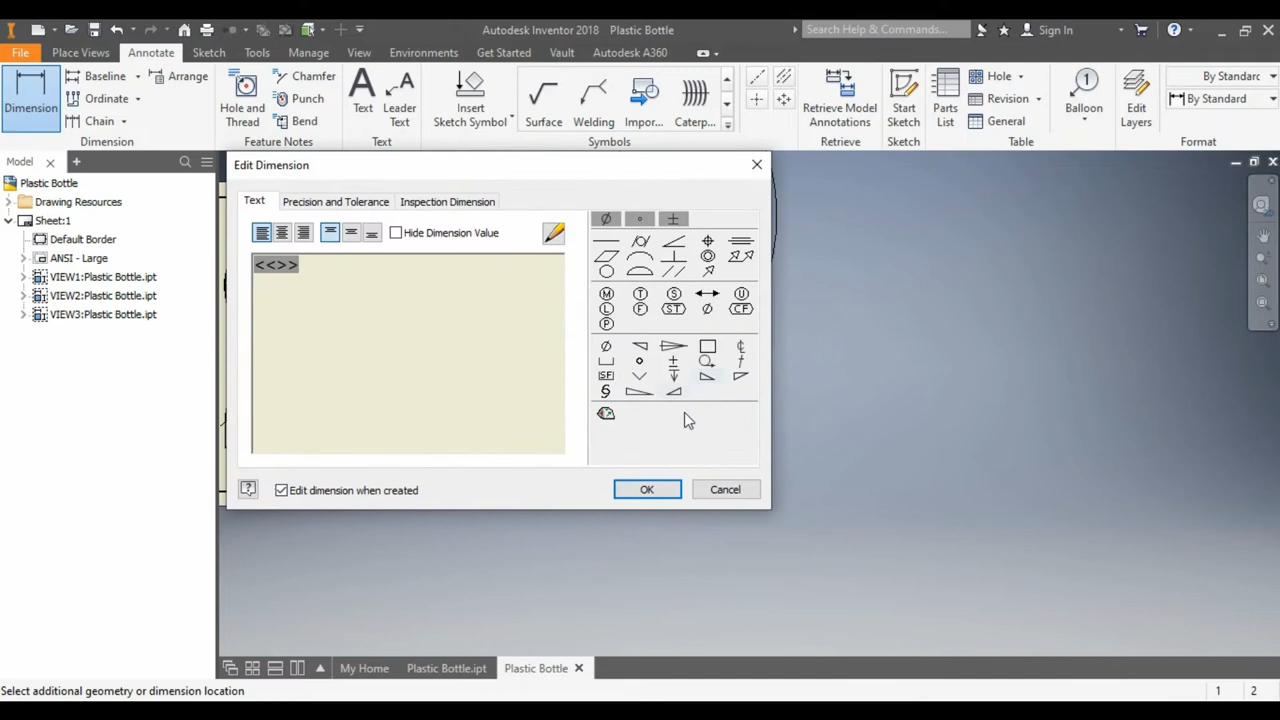 Autodesk Inventor 2018 Plastic Bottle
Search Help & Commands...
Sign In
File Place Views Annotate Sketch Tools Manage View Environments Get Started Vault Autodesk A360
Dimension
Baseline
Ordinate
Chain
Arrange
Dimension
Hole and Thread
Chamfer
Punch
Bend
Feature Notes
Text
Leader Text
Text
Insert Sketch Symbol
Surface
Welding
Impor...
Caterp...
Symbols
Retrieve Model Annotations
Retrieve
Start Sketch
Sketch
Parts List
Hole
Revision
General
Table
Balloon
Edit Layers
By Standard
By Standard
Format
Model
Plastic Bottle
Drawing Resources
Sheet:1
Default Border
ANSI - Large
VIEW1:Plastic Bottle.ipt
VIEW2:Plastic Bottle.ipt
VIEW3:Plastic Bottle.ipt
Edit Dimension
Text Precision and Tolerance Inspection Dimension
Hide Dimension Value
<<>>
Edit dimension when created
OK Cancel
My Home Plastic Bottle.ipt Plastic Bottle
Select additional geometry or dimension location 1 2